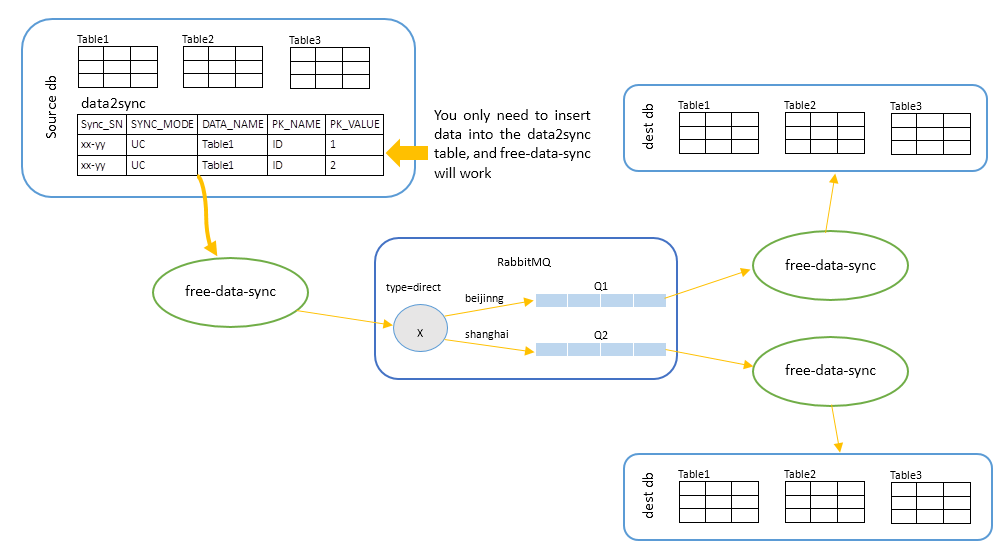 Table1
Table2
Table3
Source db
data2sync
Sync_SN SYNC_MODE DATA_NAME PK_NAME PK_VALUE
xx-yy UC Table1 ID 1
xx-yy UC Table1 ID 2
You only need to insert
data into the data2sync
table, and free-data-sync
will work
dest db
Table1
Table2
Table3
free-data-sync
free-data-sync
RabbitMQ
type=direct
X
beijinng
Q1
shanghai
Q2
free-data-sync
dest db
Table1
Table2
Table3